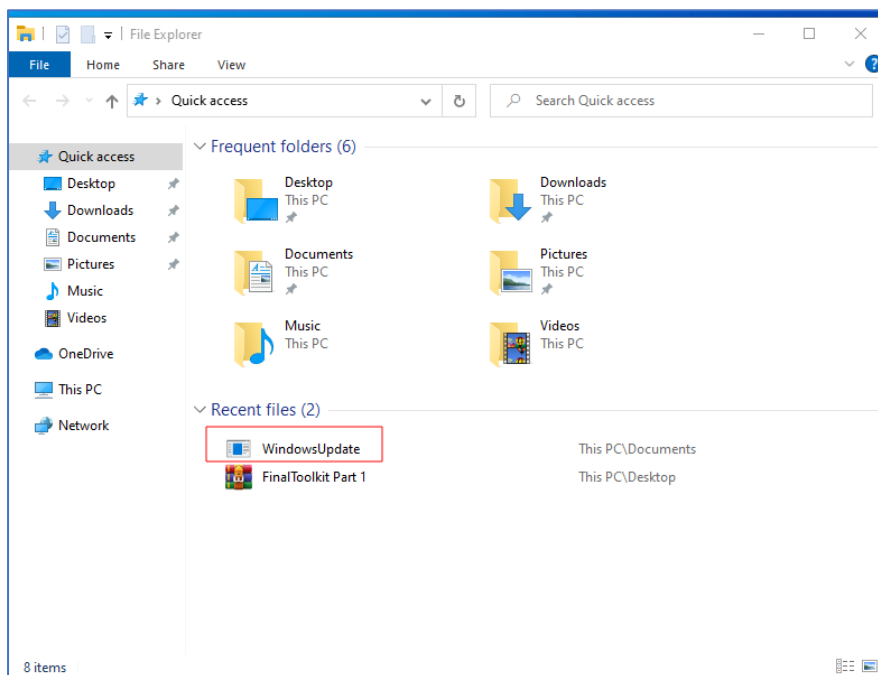 File Explorer
File Home Share View
Quick access
Search Quick access
Quick access
Desktop
Downloads
Documents
Pictures
Music
Videos
OneDrive
This PC
Network
Frequent folders (6)
Desktop
This PC
Downloads
This PC
Documents
This PC
Pictures
This PC
Music
This PC
Videos
This PC
Recent files (2)
WindowsUpdate This PC\Documents
FinalToolkit Part 1 This PC\Desktop
8 items